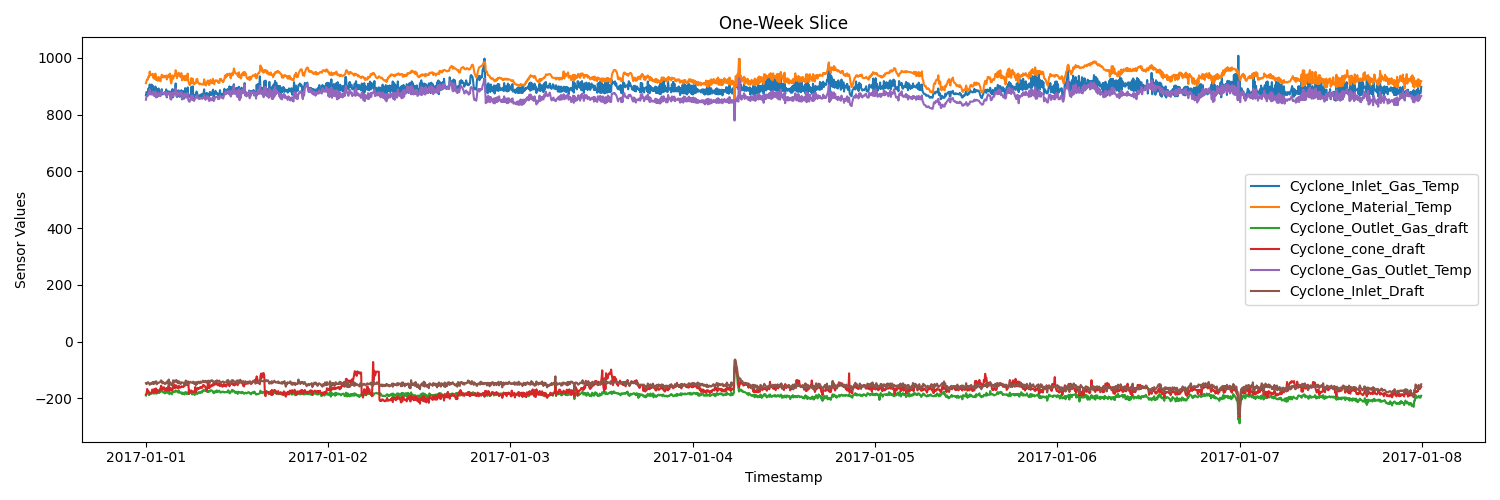 One-Week Slice
1000
800
600
400
200
0
−200
Sensor Values
Cyclone_Inlet_Gas_Temp
Cyclone_Material_Temp
Cyclone_Outlet_Gas_draft
Cyclone_cone_draft
Cyclone_Gas_Outlet_Temp
Cyclone_Inlet_Draft
2017-01-01 2017-01-02 2017-01-03 2017-01-04 2017-01-05 2017-01-06 2017-01-07 2017-01-08
Timestamp